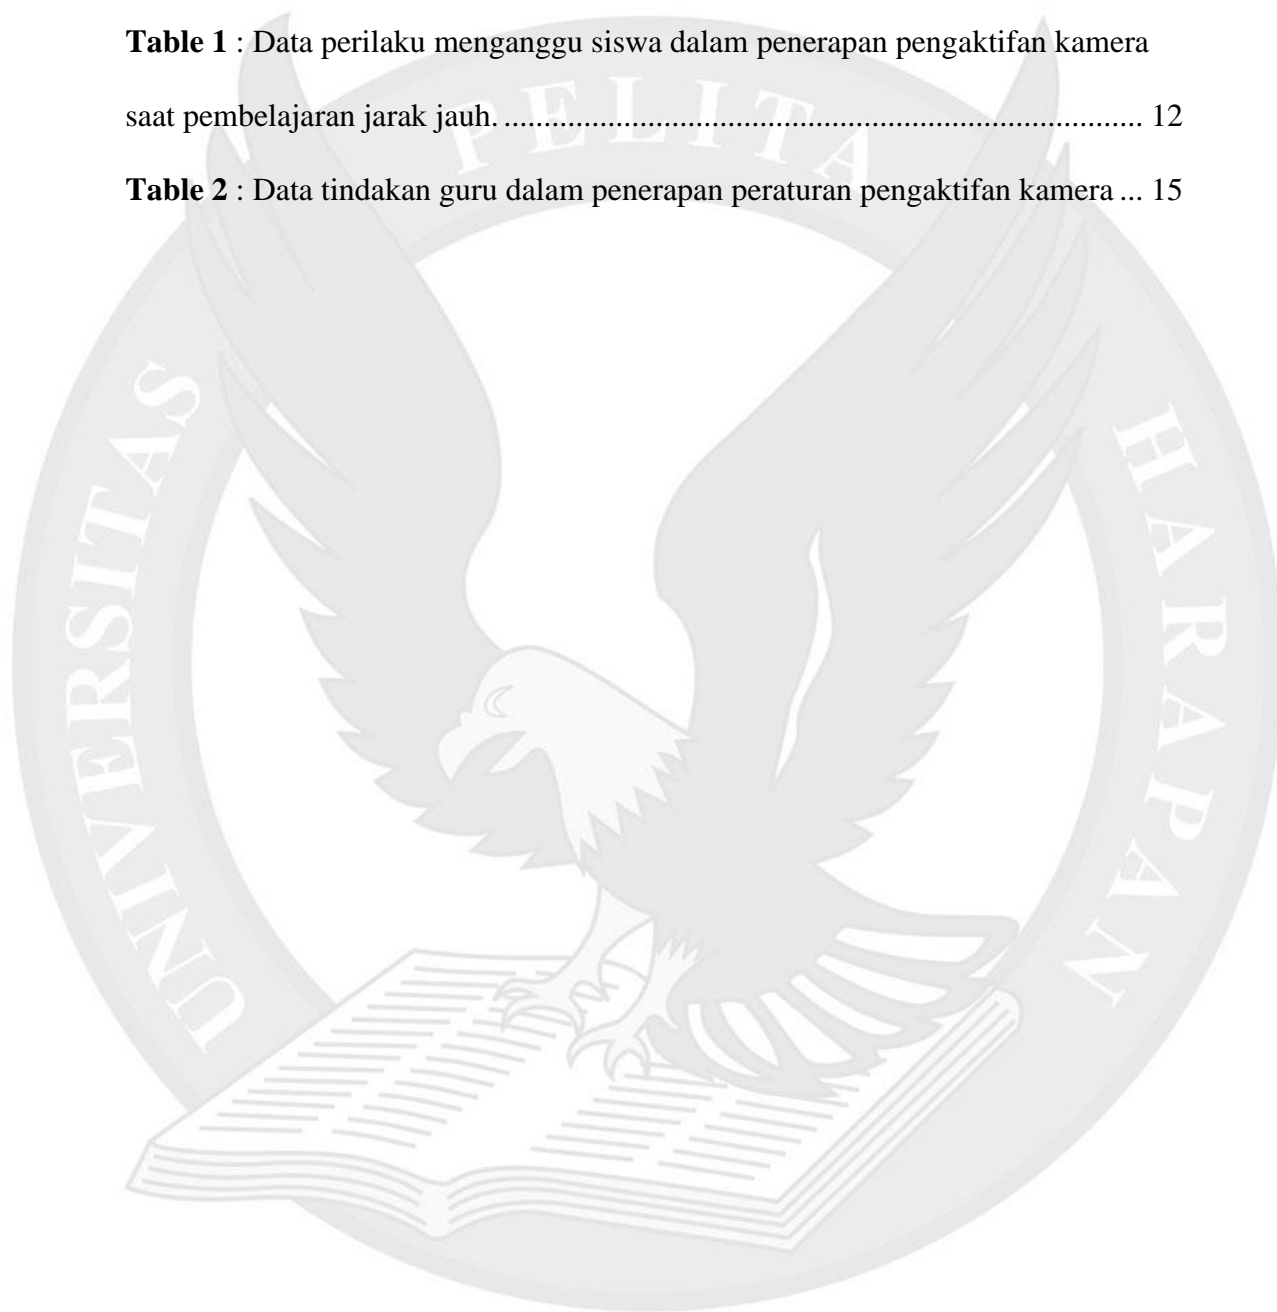 Table 1 : Data perilaku menganggu siswa dalam penerapan pengaktifan kamera
saat pembelajaran jarak jauh. ................................................................................ 12
Table 2 : Data tindakan guru dalam penerapan peraturan pengaktifan kamera ... 15
UNIVERSITAS PELITA HARAPAN